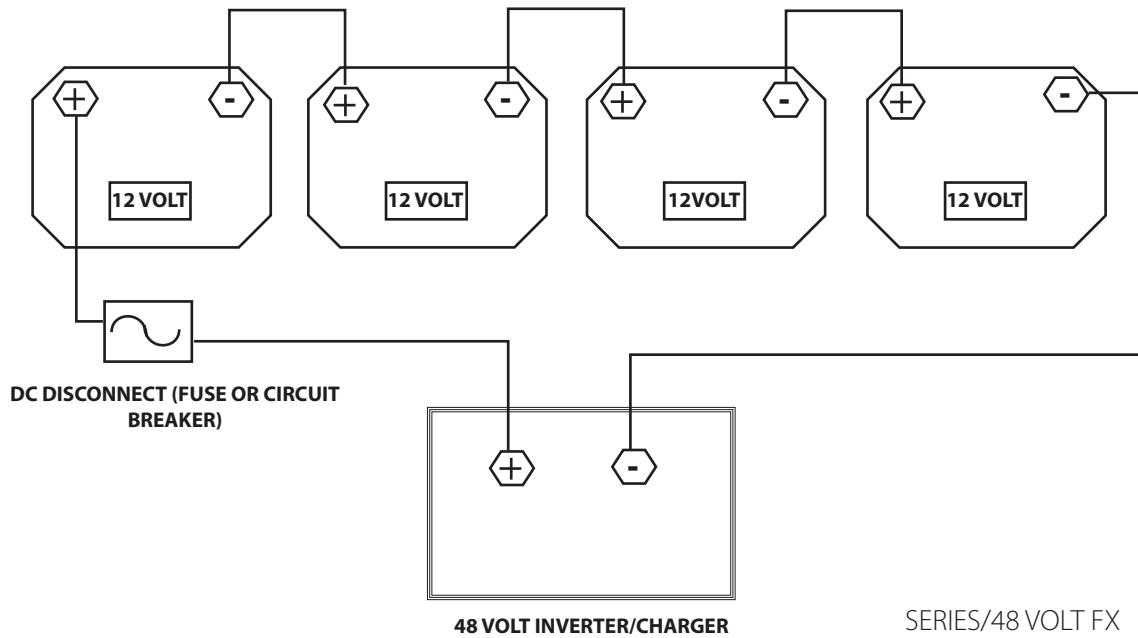 + - + - + - + -
12 VOLT 12 VOLT 12VOLT 12 VOLT
DC DISCONNECT (FUSE OR CIRCUIT
BREAKER)
+ -
48 VOLT INVERTER/CHARGER
SERIES/48 VOLT FX